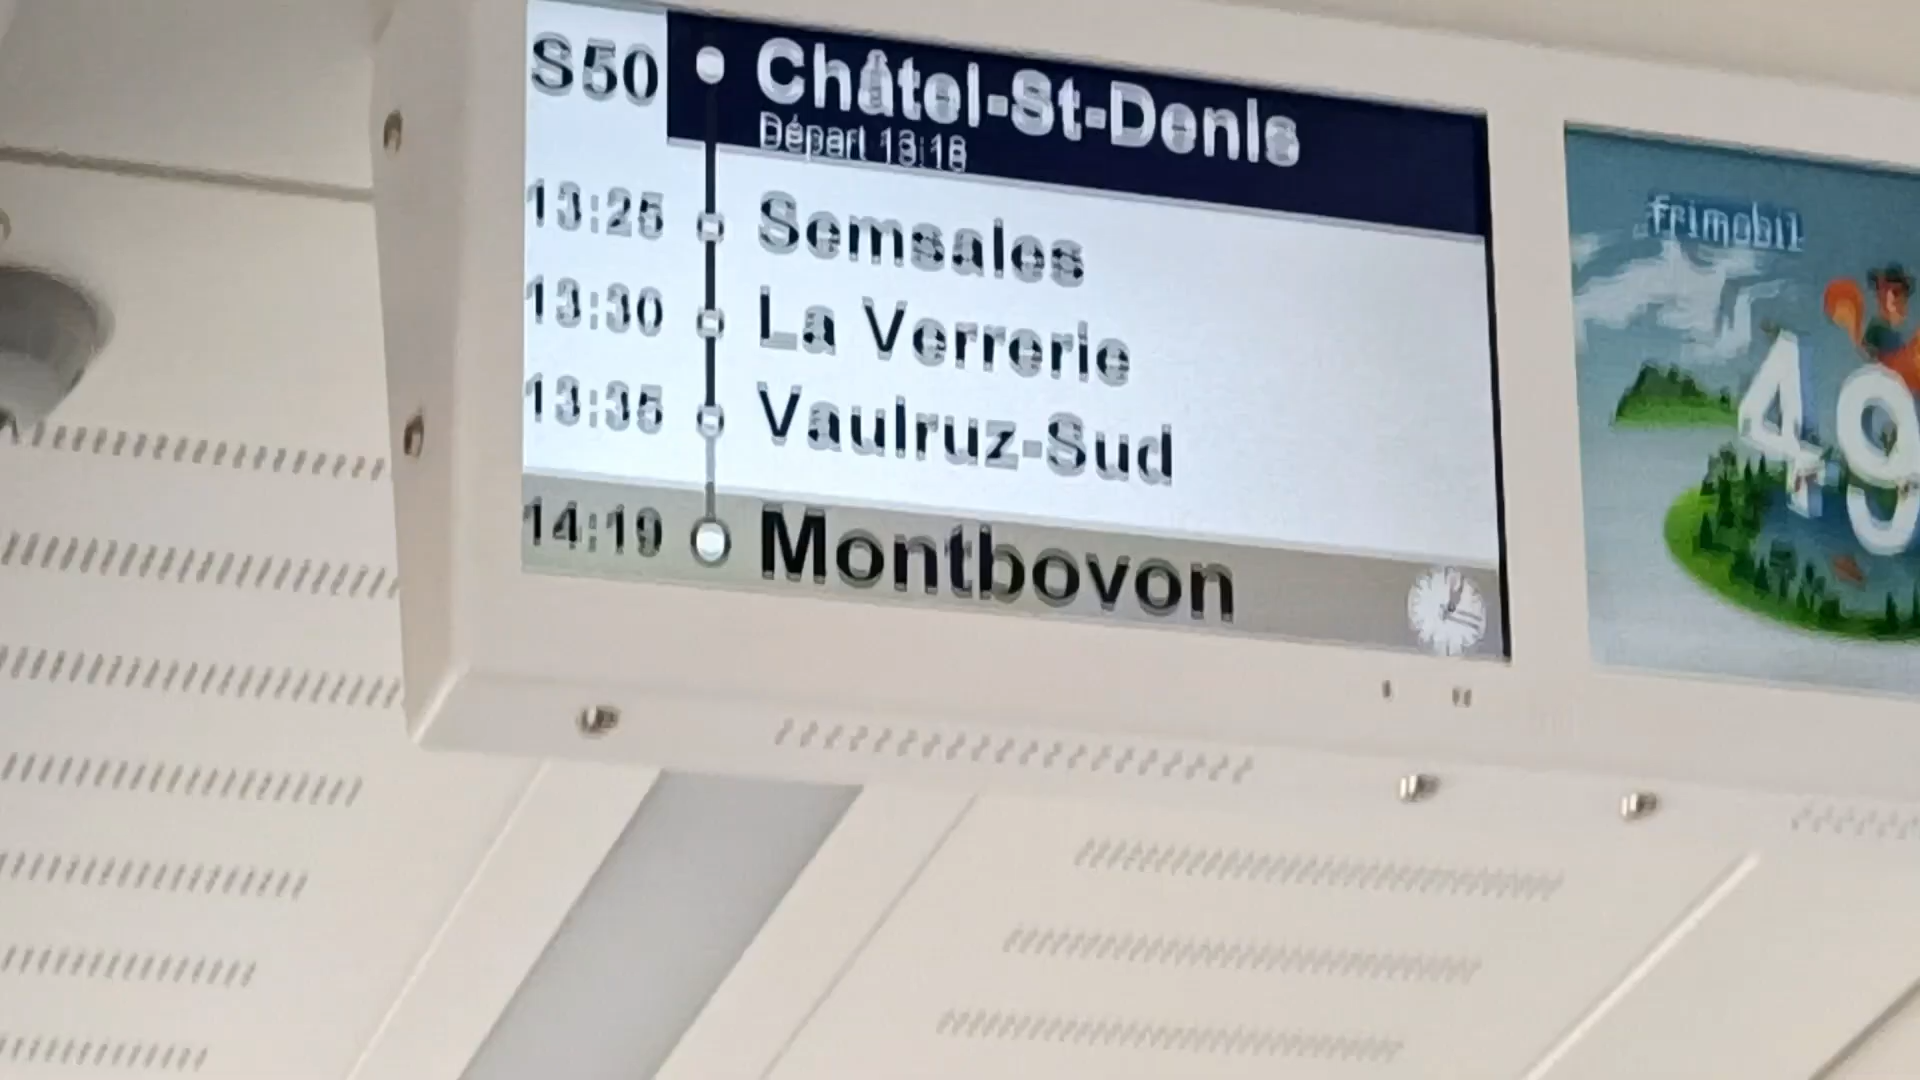 S50 Châtel-St-Denis
Départ 13:18
13:25 Semsales
13:30 La Verrerie
13:35 Vaulruz-Sud
14:19 Montbovon
frimobil
49